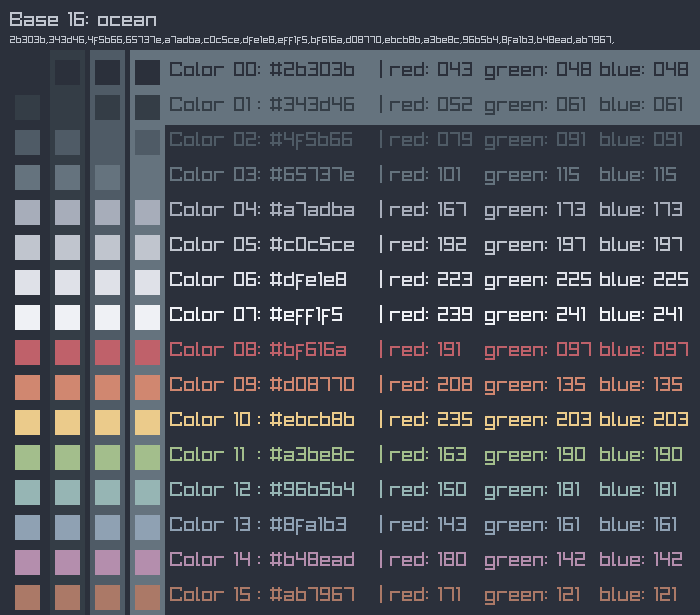 Base 16: ocean
2b303b,343d46,4f5b66,65737e,a7adba,c0c5ce,dfe1e8,eff1f5,bf616a,d08770,ebcb8b,a3be8c,96b5b4,8fa1b3,b48ead,ab7967,
Color 00: #2b303b | red: 043 green: 048 blue: 048
Color 01 : #343d46 | red: 052 green: 061 blue: 061
Color 02: #4f5b66 | red: 079 green: 091 blue: 091
Color 03: #65737e | red: 101 green: 115 blue: 115
Color 04: #a7adba | red: 167 green: 173 blue: 173
Color 05: #c0c5ce | red: 192 green: 197 blue: 197
Color 06: #dfe1e8 | red: 223 green: 225 blue: 225
Color 07: #eff1f5 | red: 239 green: 241 blue: 241
Color 08: #bf616a | red: 191 green: 097 blue: 097
Color 09: #d08770 | red: 208 green: 135 blue: 135
Color 10 : #ebcb8b | red: 235 green: 203 blue: 203
Color 11 : #a3be8c | red: 163 green: 190 blue: 190
Color 12 : #96b5b4 | red: 150 green: 181 blue: 181
Color 13 : #8fa1b3 | red: 143 green: 161 blue: 161
Color 14 : #b48ead | red: 180 green: 142 blue: 142
Color 15 : #ab7967 | red: 171 green: 121 blue: 121